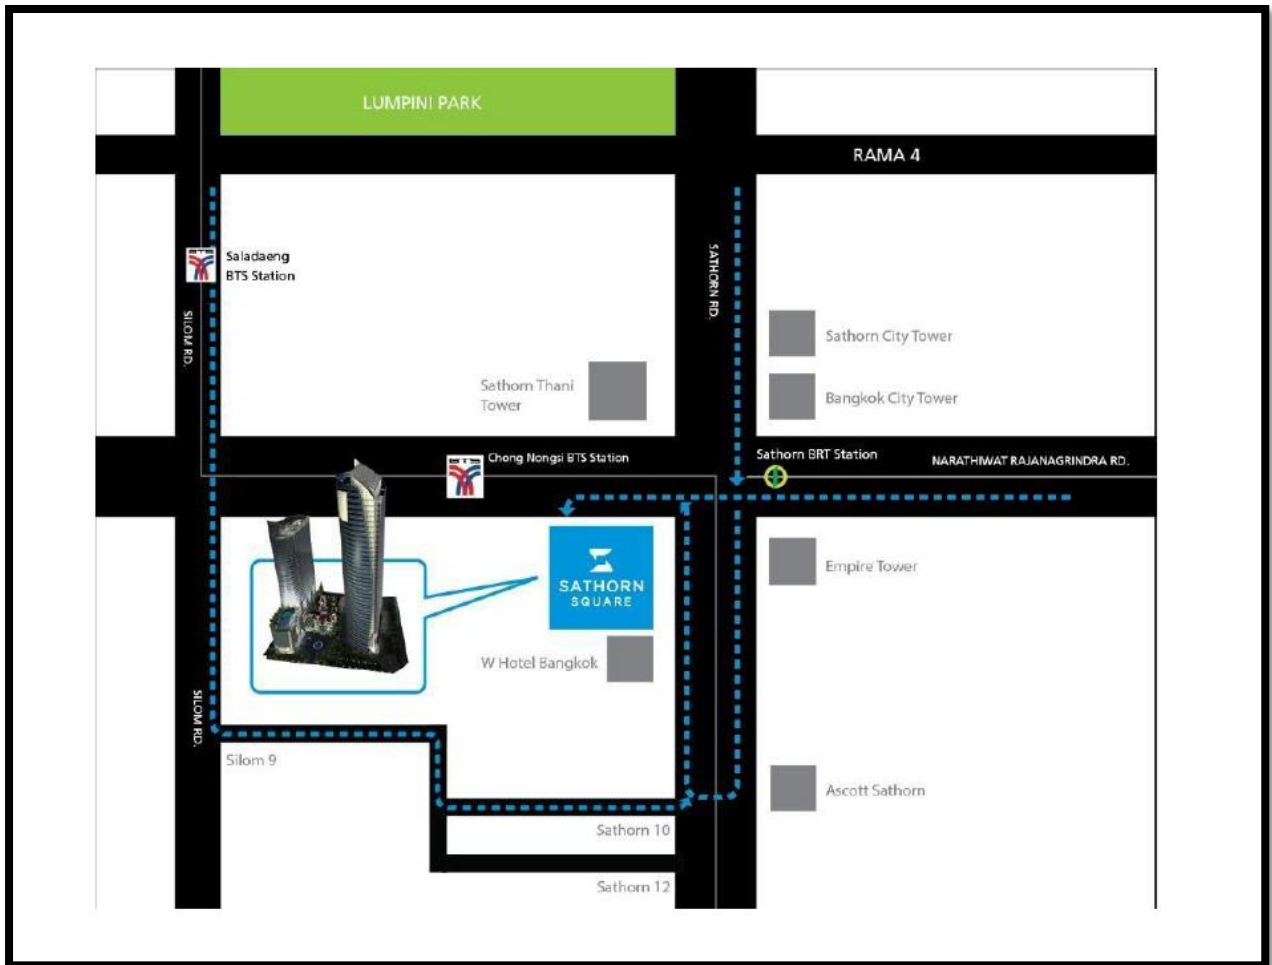 LUMPINI PARK
RAMA 4
Saladaeng
BTS Station
SATHORN RD.
SILOM RD.
Sathorn City Tower
Sathorn Thani
Tower
Bangkok City Tower
BTS
Chong Nongsi BTS Station
Sathorn BRT Station
NARATHIWAT RAJANAGRINDRA RD.
SATHORN
SQUARE
Empire Tower
W Hotel Bangkok
SILOM RD.
Silom 9
Ascott Sathorn
Sathorn 10
Sathorn 12